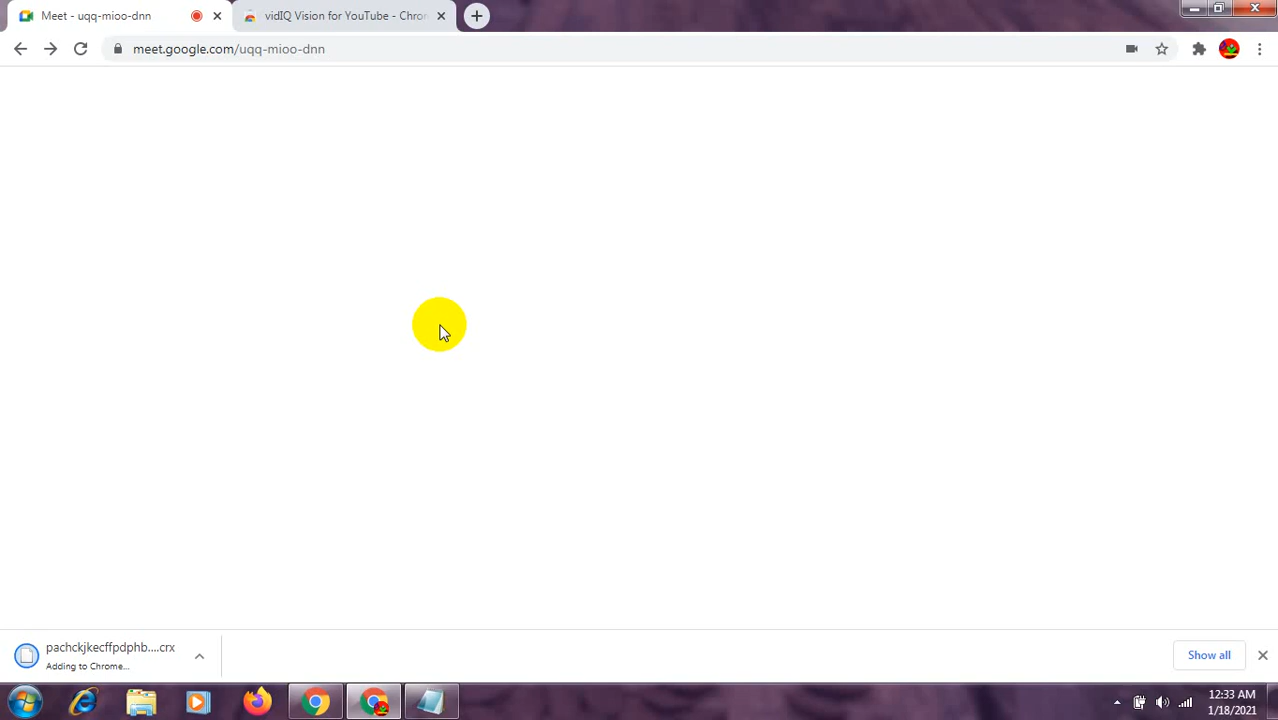 Meet - uqq-mioo-dnn
vidIQ Vision for YouTube - Chron
meet.google.com/uqq-mioo-dnn
pachckjkecffpdphb....crx
Adding to Chrome...
Show all
12:33 AM
1/18/2021